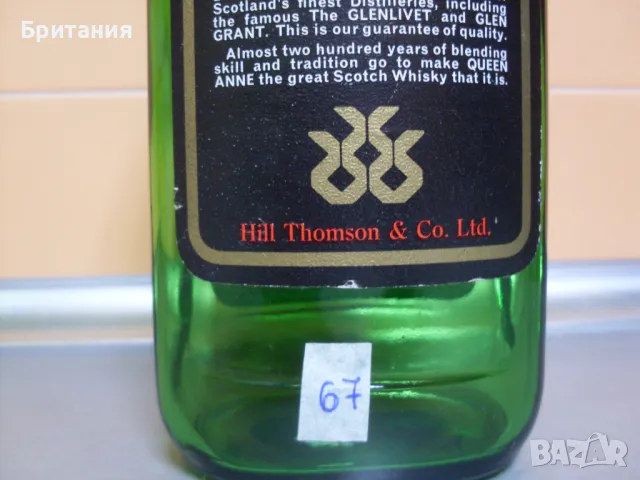 Британия
Scotland's finest Distilleries, including
the famous The GLENLIVET and GLEN
GRANT. This is our guarantee of quality.
Almost two hundred years of blending
skill and tradition go to make QUEEN
ANNE the great Scotch Whisky that it is.
Hill Thomson & Co. Ltd.
67
BAZAR
bg